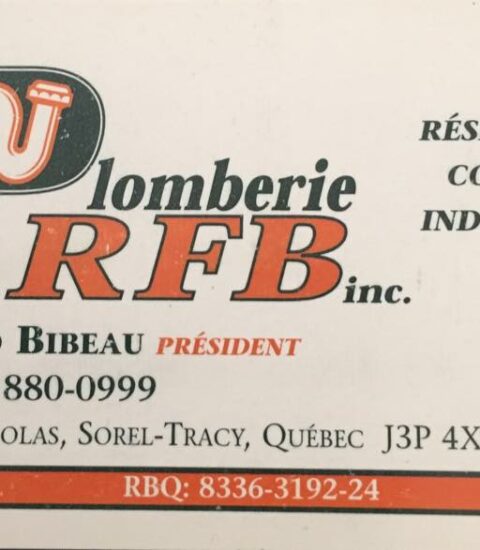 lomberie
RFB inc.
BIBEAU PRÉSIDENT
880-0999
OLAS, SOREL-TRACY, QUÉBEC J3P 4X
RBQ: 8336-3192-24
RÉS
CO
IND